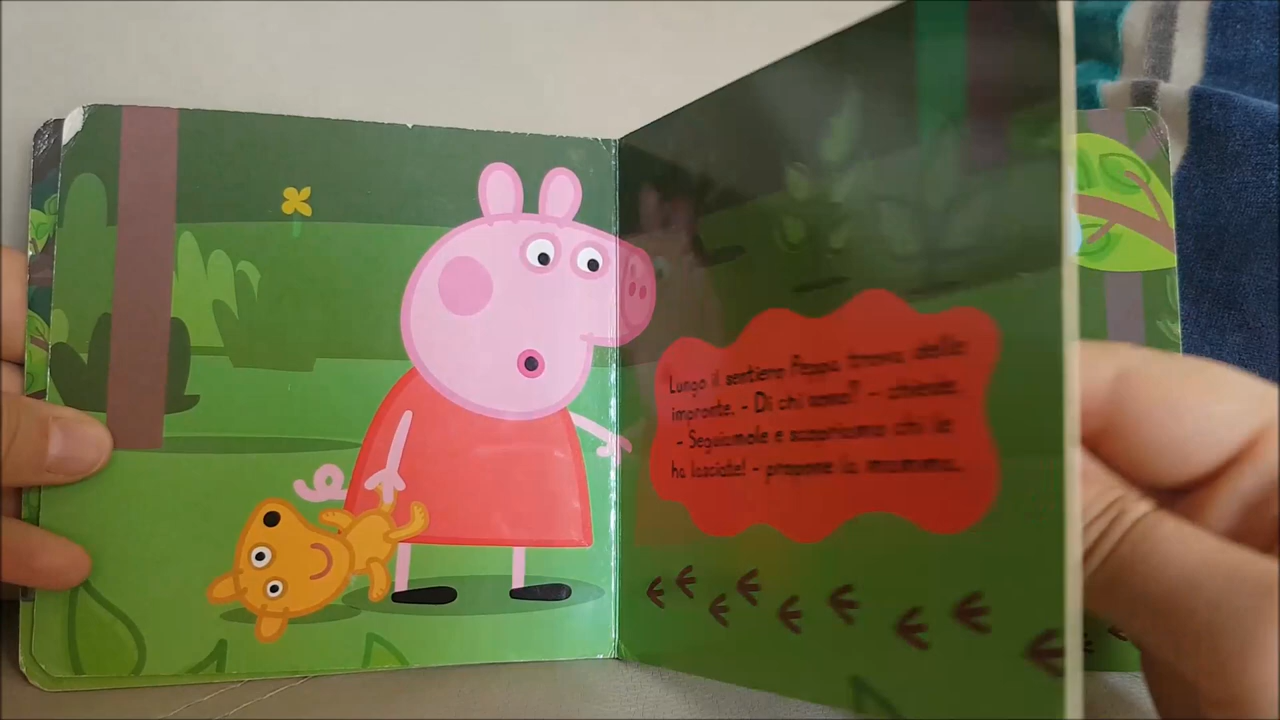 Lungo il sentiero Peppa trova delle
impronte. - Di chi sono? - chiede.
- Seguiamole e scopriamo chi le
ha lasciate! - propone la mamma.